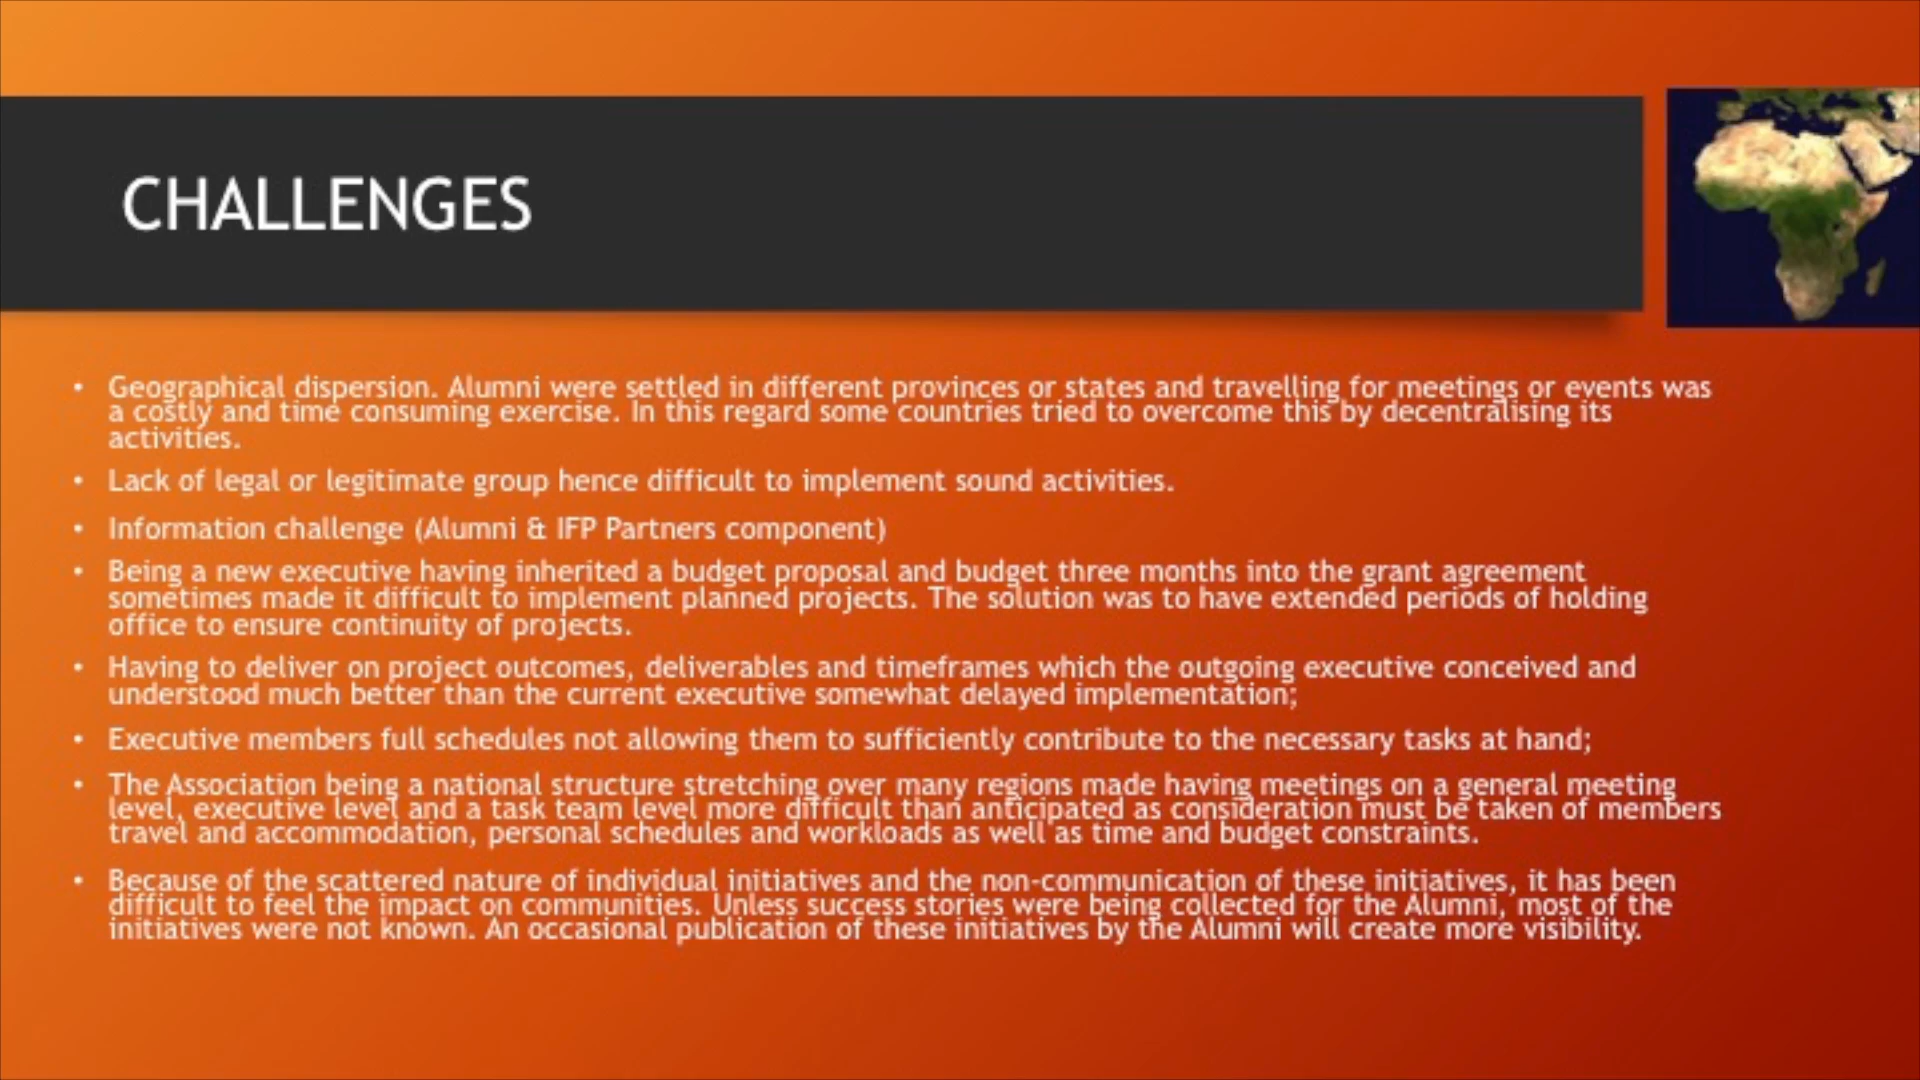 CHALLENGES
• Geographical dispersion. Alumni were settled in different provinces or states and travelling for meetings or events was
a costly and time consuming exercise. In this regard some countries tried to overcome this by decentralising its
activities.
• Lack of legal or legitimate group hence difficult to implement sound activities.
• Information challenge (Alumni & IFP Partners component)
• Being a new executive having inherited a budget proposal and budget three months into the grant agreement
sometimes made it difficult to implement planned projects. The solution was to have extended periods of holding
office to ensure continuity of projects.
• Having to deliver on project outcomes, deliverables and timeframes which the outgoing executive conceived and
understood much better than the current executive somewhat delayed implementation;
• Executive members full schedules not allowing them to sufficiently contribute to the necessary tasks at hand;
• The Association being a national structure stretching over many regions made having meetings on a general meeting
level, executive level and a task team level more difficult than anticipated as consideration must be taken of members
travel and accommodation, personal schedules and workloads as well as time and budget constraints.
• Because of the scattered nature of individual initiatives and the non-communication of these initiatives, it has been
difficult to feel the impact on communities. Unless success stories were being collected for the Alumni, most of the
initiatives were not known. An occasional publication of these initiatives by the Alumni will create more visibility.